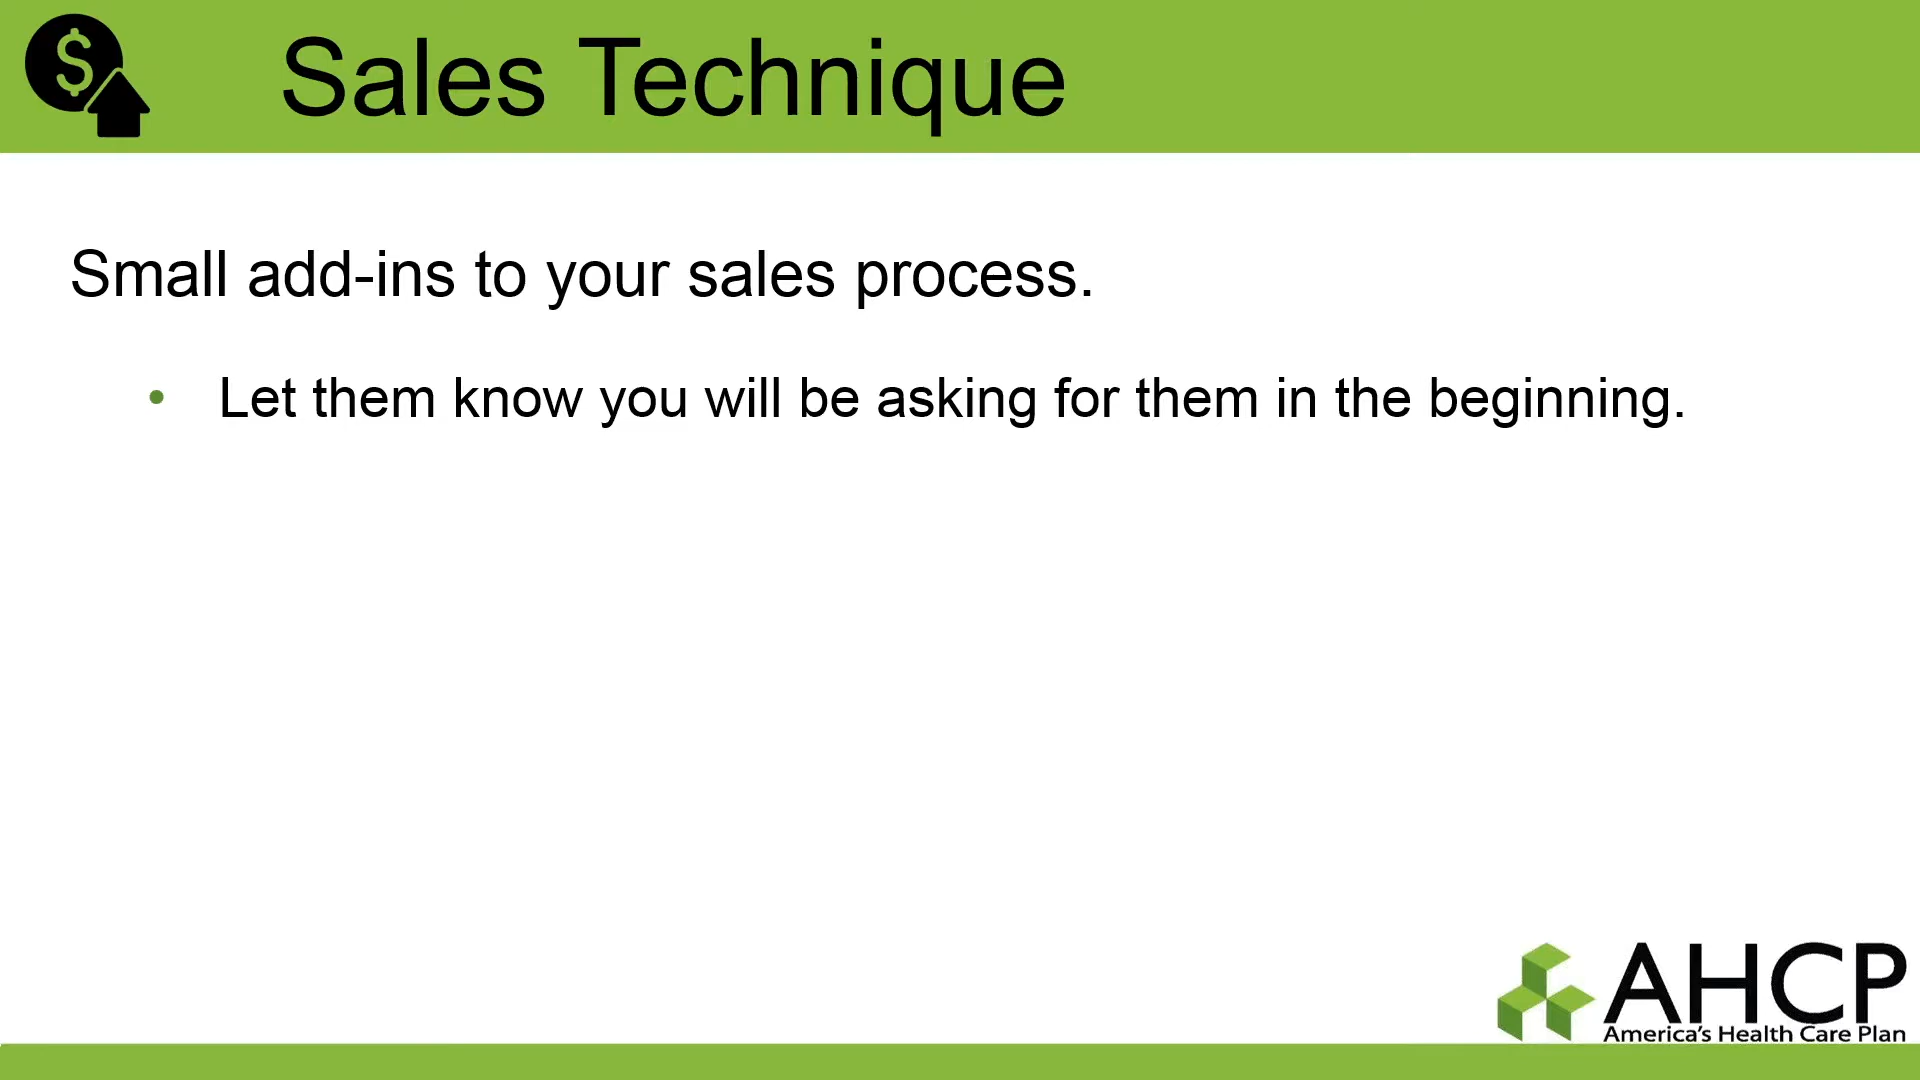 $
Sales Technique
Small add-ins to your sales process.
• Let them know you will be asking for them in the beginning.
AHCP
America's Health Care Plan